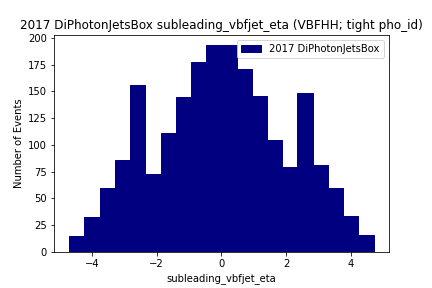 2017 DiPhotonJetsBox subleading_vbfjet_eta (VBFHH; tight pho_id)
2017 DiPhotonJetsBox
Number of Events
200
175
150
125
100
75
50
25
0
−4 −2 0 2 4
subleading_vbfjet_eta